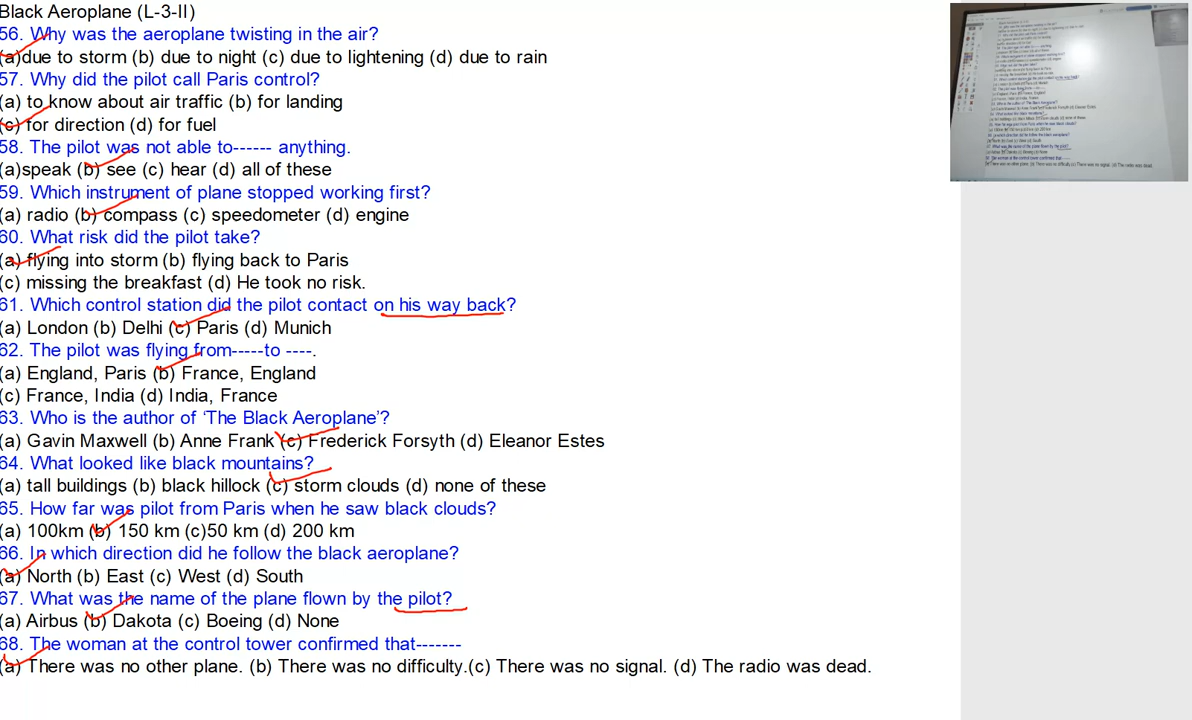 Black Aeroplane (L-3-II)
56. Why was the aeroplane twisting in the air?
(a)due to storm (b) due to night (c) due to lightening (d) due to rain
57. Why did the pilot call Paris control?
(a) to know about air traffic (b) for landing
(c) for direction (d) for fuel
58. The pilot was not able to------ anything.
(a)speak (b) see (c) hear (d) all of these
59. Which instrument of plane stopped working first?
(a) radio (b) compass (c) speedometer (d) engine
60. What risk did the pilot take?
(a) flying into storm (b) flying back to Paris
(c) missing the breakfast (d) He took no risk.
61. Which control station did the pilot contact on his way back?
(a) London (b) Delhi (c) Paris (d) Munich
62. The pilot was flying from-----to ----.
(a) England, Paris (b) France, England
(c) France, India (d) India, France
63. Who is the author of ‘The Black Aeroplane’?
(a) Gavin Maxwell (b) Anne Frank (c) Frederick Forsyth (d) Eleanor Estes
64. What looked like black mountains?
(a) tall buildings (b) black hillock (c) storm clouds (d) none of these
65. How far was pilot from Paris when he saw black clouds?
(a) 100km (b) 150 km (c)50 km (d) 200 km
66. In which direction did he follow the black aeroplane?
(a) North (b) East (c) West (d) South
67. What was the name of the plane flown by the pilot?
(a) Airbus (b) Dakota (c) Boeing (d) None
68. The woman at the control tower confirmed that-------
(a) There was no other plane. (b) There was no difficulty.(c) There was no signal. (d) The radio was dead.